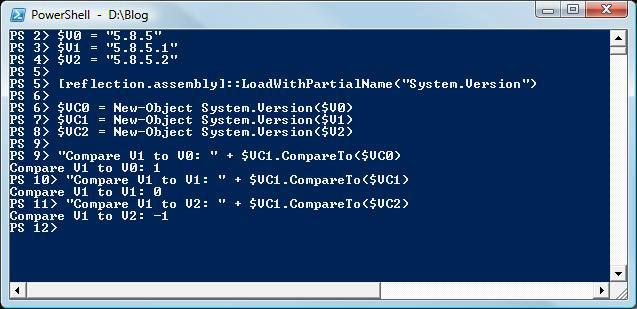 PowerShell - D:\Blog
PS 2> $V0 = "5.8.5"
PS 3> $V1 = "5.8.5.1"
PS 4> $V2 = "5.8.5.2"
PS 5>
PS 5> [reflection.assembly]::LoadWithPartialName("System.Version")
PS 6>
PS 6> $VC0 = New-Object System.Version($V0)
PS 7> $VC1 = New-Object System.Version($V1)
PS 8> $VC2 = New-Object System.Version($V2)
PS 9>
PS 9> "Compare V1 to V0: " + $VC1.CompareTo($VC0)
Compare V1 to V0: 1
PS 10> "Compare V1 to V1: " + $VC1.CompareTo($VC1)
Compare V1 to V1: 0
PS 11> "Compare V1 to V2: " + $VC1.CompareTo($VC2)
Compare V1 to V2: -1
PS 12>